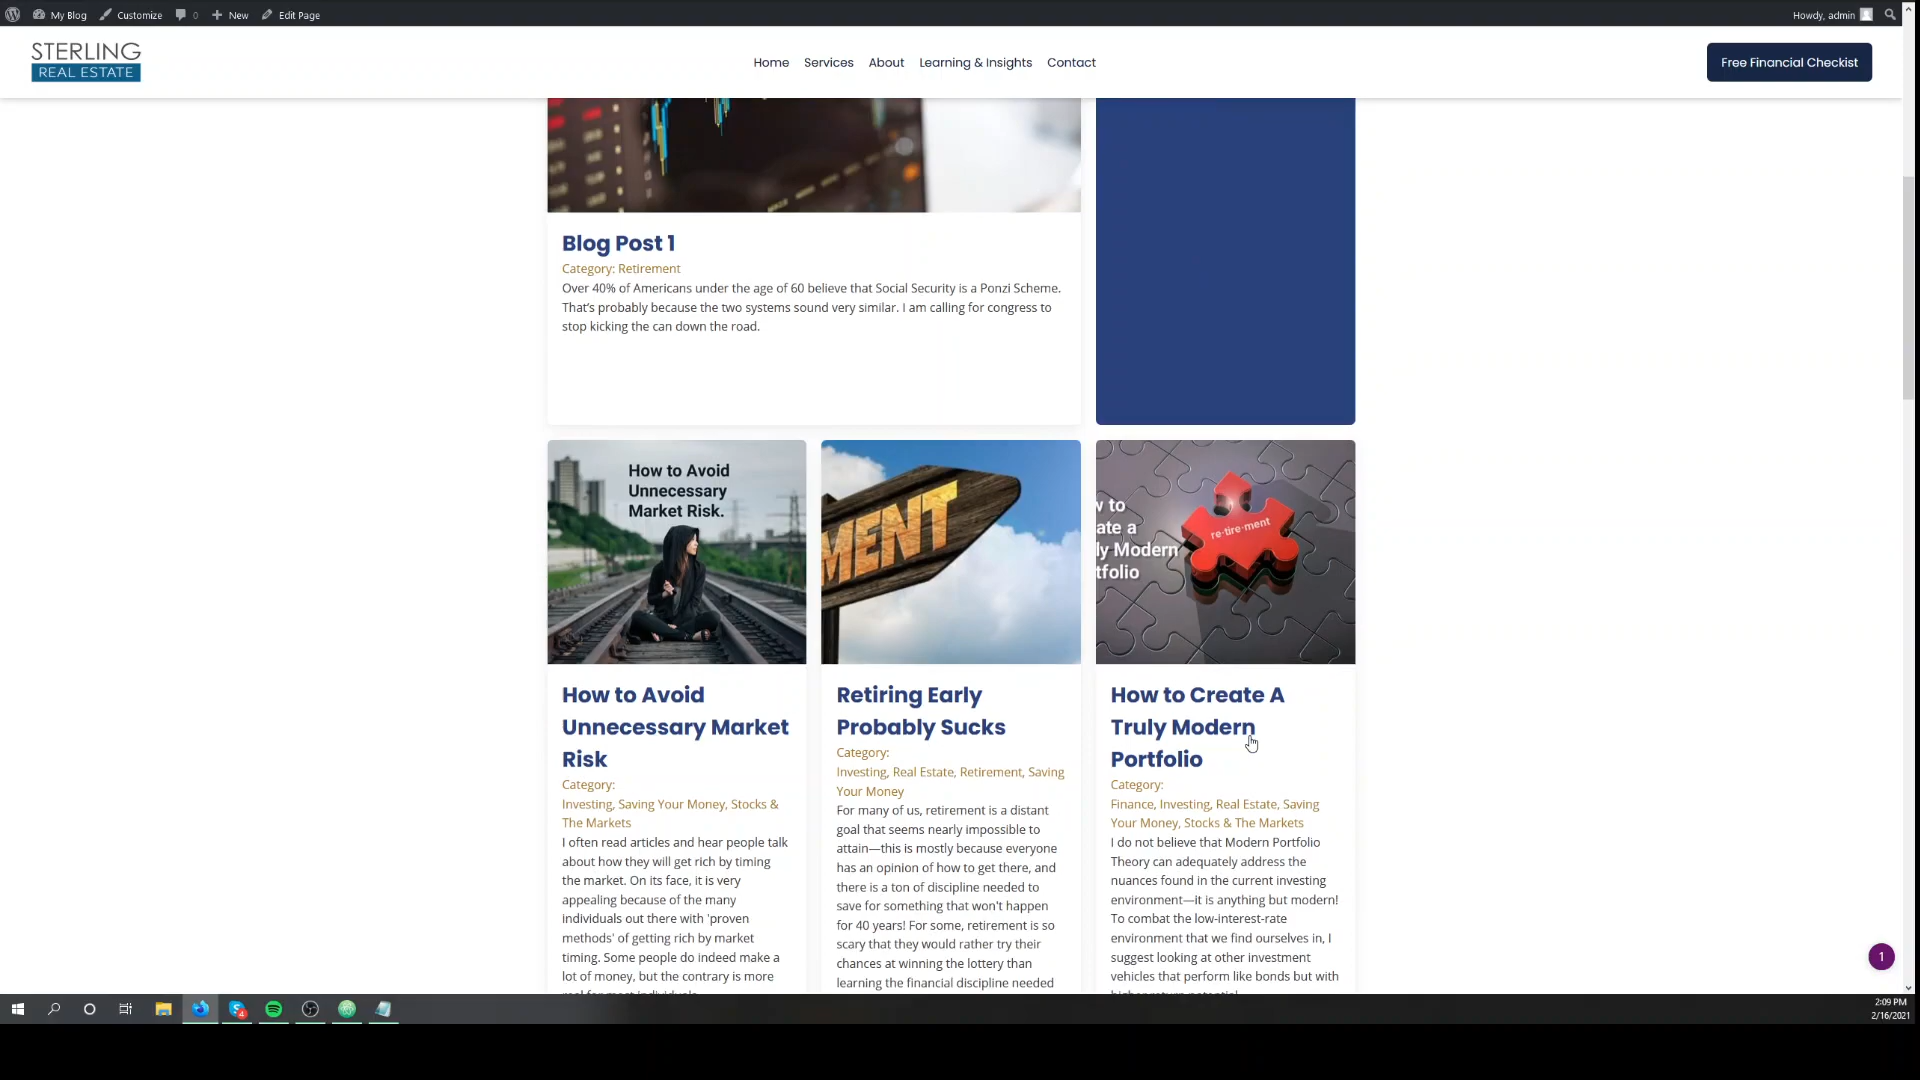 My Blog
Customize
0
New
Edit Page
Howdy, admin
STERLING
REAL ESTATE
Home
Services
About
Learning & Insights
Contact
Free Financial Checkist
Blog Post 1
Category: Retirement
Over 40% of Americans under the age of 60 believe that Social Security is a Ponzi Scheme.
That’s probably because the two systems sound very similar. I am calling for congress to
stop kicking the can down the road.
How to Avoid
Unnecessary
Market Risk.
MENT
re·tire·ment
ly Modern
How to Avoid
Unnecessary Market
Risk
Category:
Investing, Saving Your Money, Stocks &
The Markets
I often read articles and hear people talk
about how they will get rich by timing
the market. On its face, it is very
appealing because of the many
individuals out there with 'proven
methods' of getting rich by market
timing. Some people do indeed make a
lot of money, but the contrary is more
Retiring Early
Probably Sucks
Category:
Investing, Real Estate, Retirement, Saving
Your Money
For many of us, retirement is a distant
goal that seems nearly impossible to
attain—this is mostly because everyone
has an opinion of how to get there, and
there is a ton of discipline needed to
save for something that won't happen
for 40 years! For some, retirement is so
scary that they would rather try their
chances at winning the lottery than
learning the financial discipline needed
How to Create A
Truly Modern
Portfolio
Category:
Finance, Investing, Real Estate, Saving
Your Money, Stocks & The Markets
I do not believe that Modern Portfolio
Theory can adequately address the
nuances found in the current investing
environment—it is anything but modern!
To combat the low-interest-rate
environment that we find ourselves in, I
suggest looking at other investment
vehicles that perform like bonds but with
1
4
2:09 PM
2/16/2021